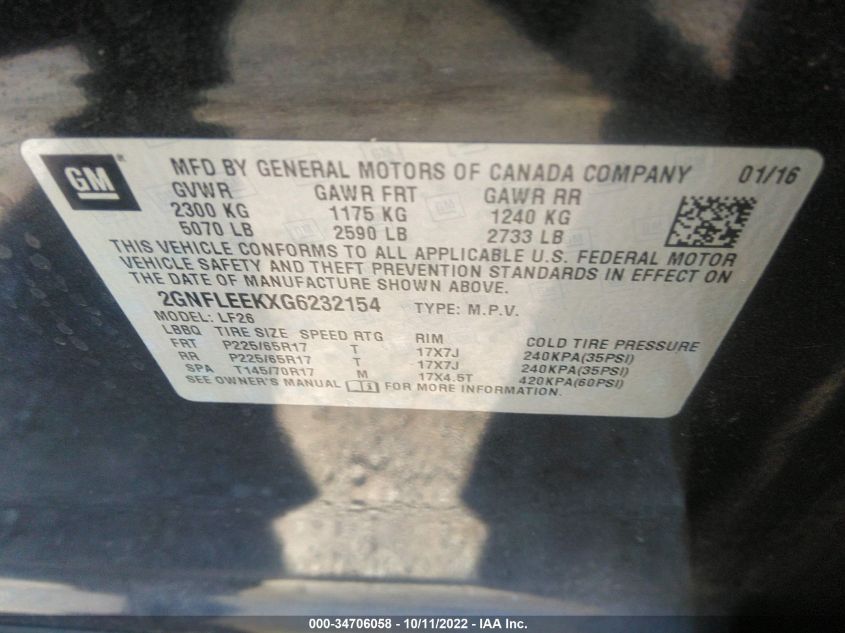 GM
MFD BY GENERAL MOTORS OF CANADA COMPANY 01/16
GVWR GAWR FRT GAWR RR
2300 KG 1175 KG 1240 KG
5070 LB 2590 LB 2733 LB
THIS VEHICLE CONFORMS TO ALL APPLICABLE U.S. FEDERAL MOTOR
VEHICLE SAFETY AND THEFT PREVENTION STANDARDS IN EFFECT ON
THE DATE OF MANUFACTURE SHOWN ABOVE.
2GNFLEEKXG6232154 TYPE: M.P.V.
MODEL: LF26
LBBQ TIRE SIZE SPEED RTG RIM COLD TIRE PRESSURE
FRT P225/65R17 T 17X7J 240KPA(35PSI)
RR P225/65R17 T 17X7J 240KPA(35PSI)
SPA T145/70R17 M 17X4.5T 420KPA(60PSI)
SEE OWNER'S MANUAL FOR MORE INFORMATION.
000-34706058 - 10/11/2022 - IAA Inc.